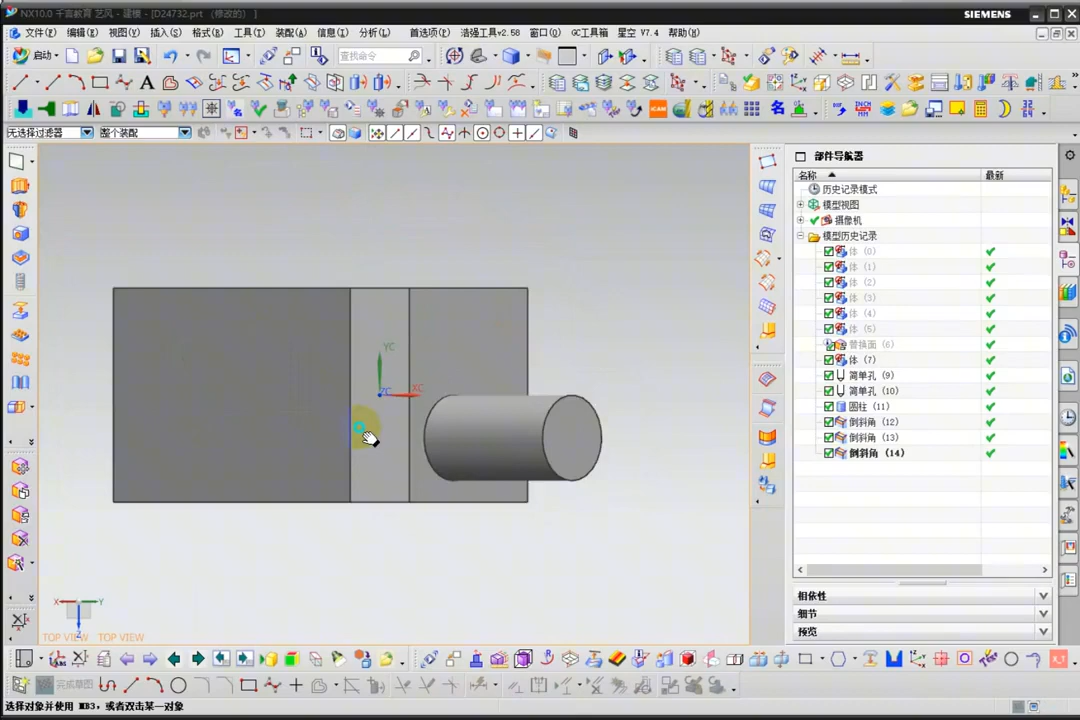 NX10.0 千言教育 艺风 - 建模 - [D24732.prt （修改的） ]
SIEMENS
文件(F) 编辑(E) 视图(V) 插入(S) 格式(R) 工具(T) 装配(A) 信息(I) 分析(L) 首选项(P) 浩强工具v2.58 窗口(O) GC工具箱 星空 V7.4 帮助(H)
启动
查找命令
无选择过滤器
整个装配
部件导航器
名称
最新
历史记录模式
模型视图
摄像机
模型历史记录
体 (0)
体 (1)
体 (2)
体 (3)
体 (4)
体 (5)
替换面 (6)
体 (7)
简单孔 (9)
简单孔 (10)
圆柱 (11)
倒斜角 (12)
倒斜角 (13)
倒斜角 (14)
YC
ZC
XC
X
Y
Z
TOP VIEW TOP VIEW
相依性
细节
预览
完成草图
选择对象并使用 MB3，或者双击某一对象